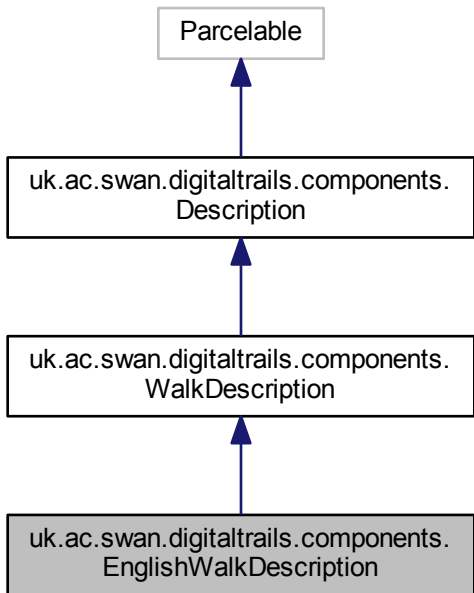 Parcelable
uk.ac.swan.digitaltrails.components.
Description
uk.ac.swan.digitaltrails.components.
WalkDescription
uk.ac.swan.digitaltrails.components.
EnglishWalkDescription